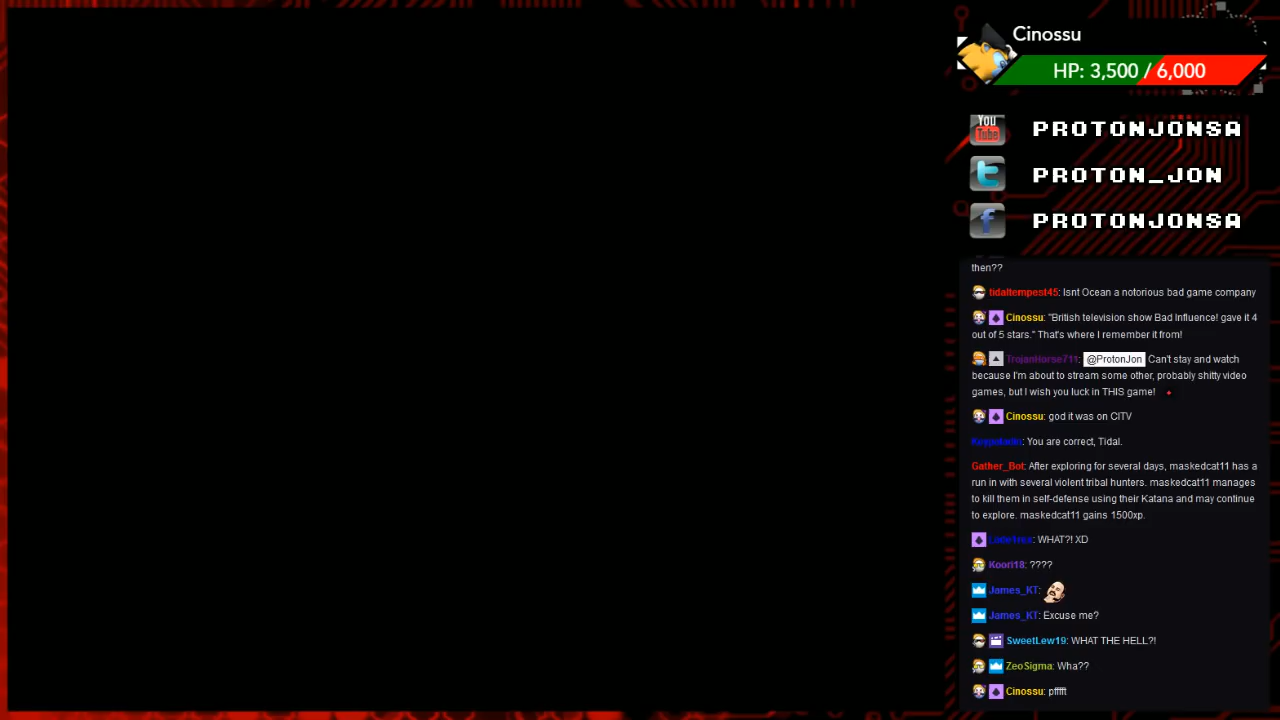 Cinossu
HP: 3,500 / 6,000
You
Tube
PROTONJONSA
PROTON_JON
PROTONJONSA
then??
tidaltempest45: Isnt Ocean a notorious bad game company
Cinossu: "British television show Bad Influence! gave it 4
out of 5 stars." That's where I remember it from!
TrojanHorse711: @ProtonJon Can't stay and watch
because I'm about to stream some other, probably shitty video
games, but I wish you luck in THIS game!
Cinossu: god it was on CITV
You are correct, Tidal.
Gather_Bot: After exploring for several days, maskedcat11 has a
run in with several violent tribal hunters. maskedcat11 manages
to kill them in self-defense using their Katana and may continue
to explore. maskedcat11 gains 1500xp.
WHAT?! XD
Koori18: ????
James_KT:
James_KT: Excuse me?
SweetLew19: WHAT THE HELL?!
ZeoSigma: Wha??
Cinossu: pfffft